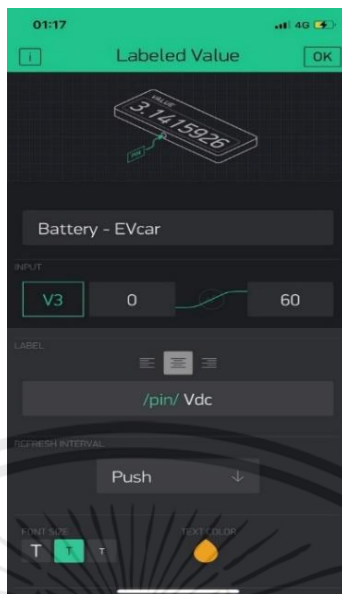 01:17 4G
i Labeled Value OK
VALUE
3.1415926
PIN
Battery - EVcar
INPUT
V3 0 60
LABEL
/pin/ Vdc
REFRESH INTERVAL
Push
FONT SIZE TEXT COLOR
T T T